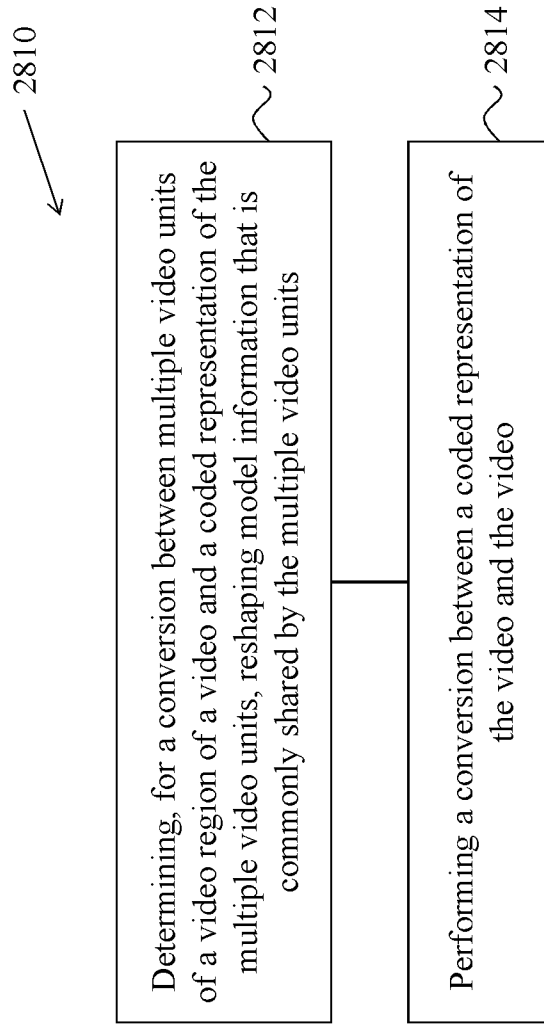 2810
Determining, for a conversion between multiple video units
of a video region of a video and a coded representation of the
multiple video units, reshaping model information that is
commonly shared by the multiple video units
2812
Performing a conversion between a coded representation of
the video and the video
2814